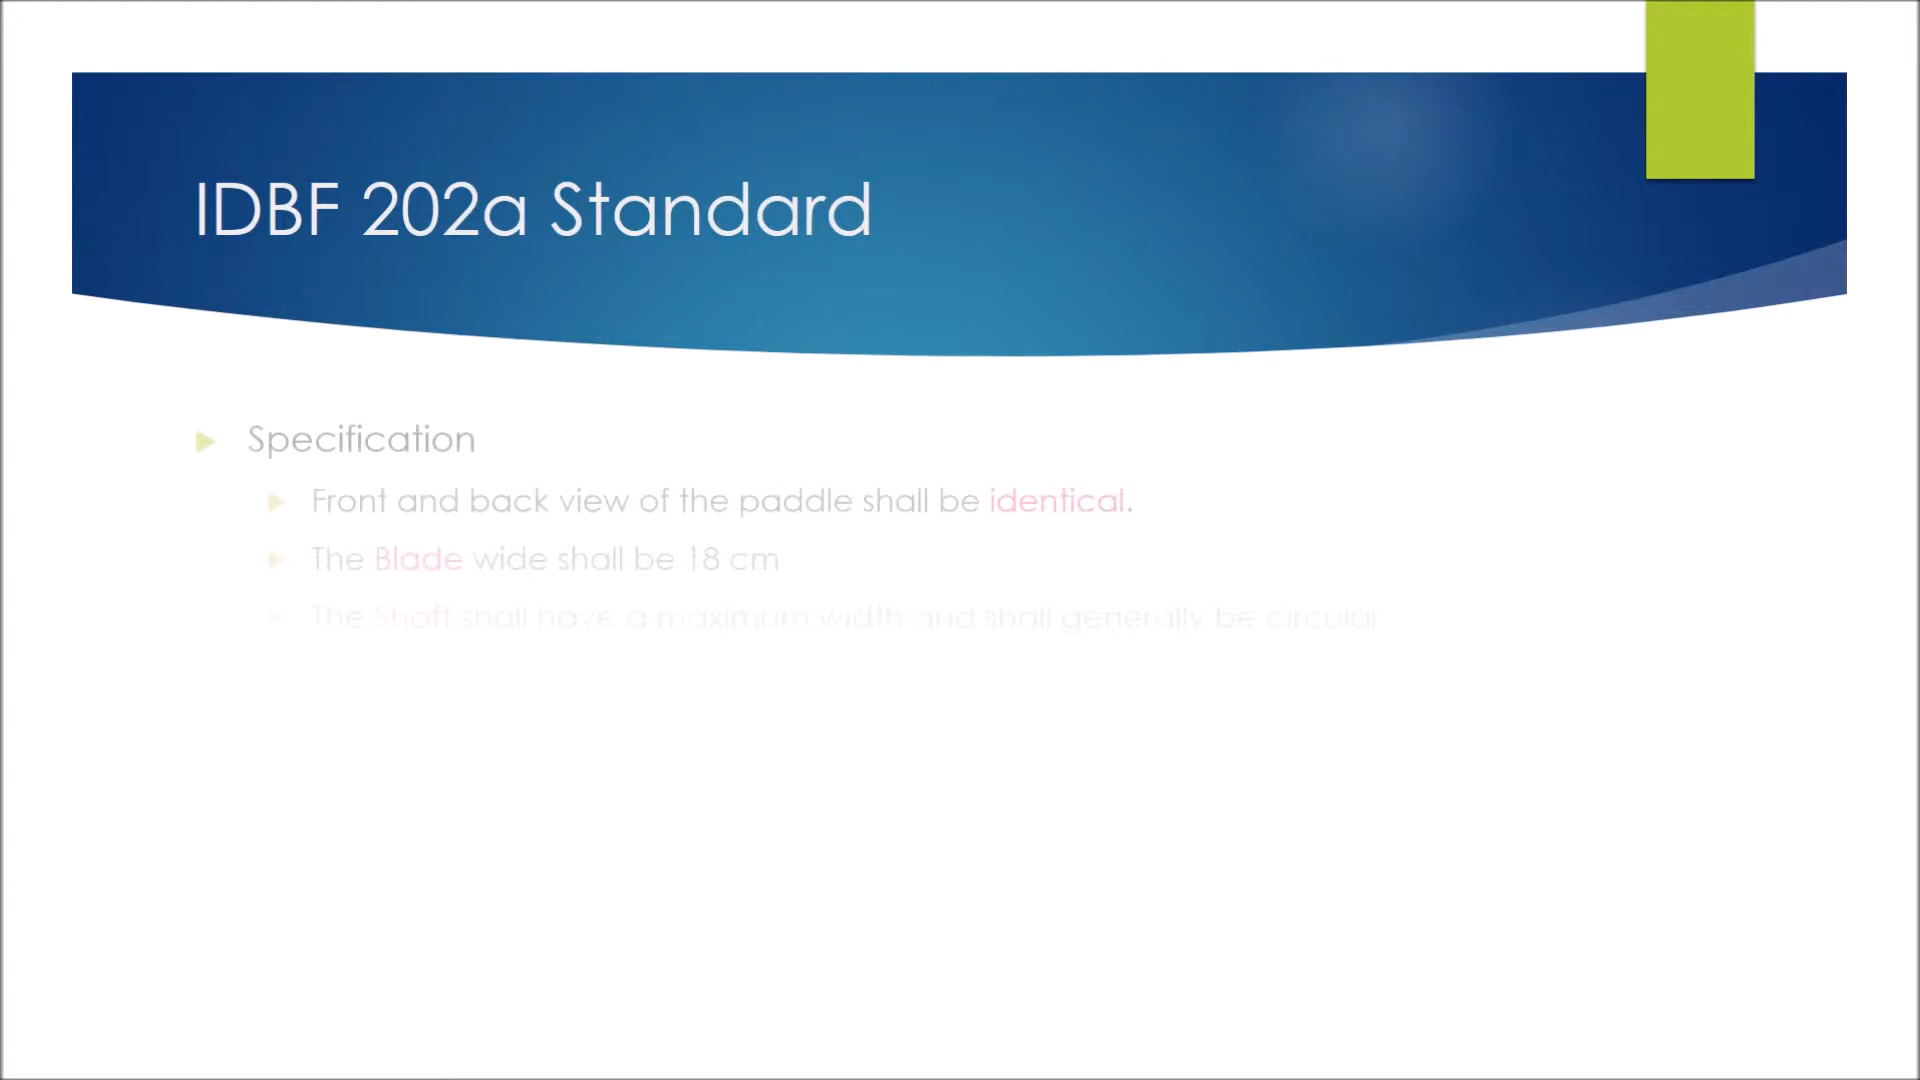 IDBF 202a Standard
Specification
Front and back view of the paddle shall be identical.
The Blade wide shall be 18 cm
The Shaft shall have a maximum width and shall generally be circular